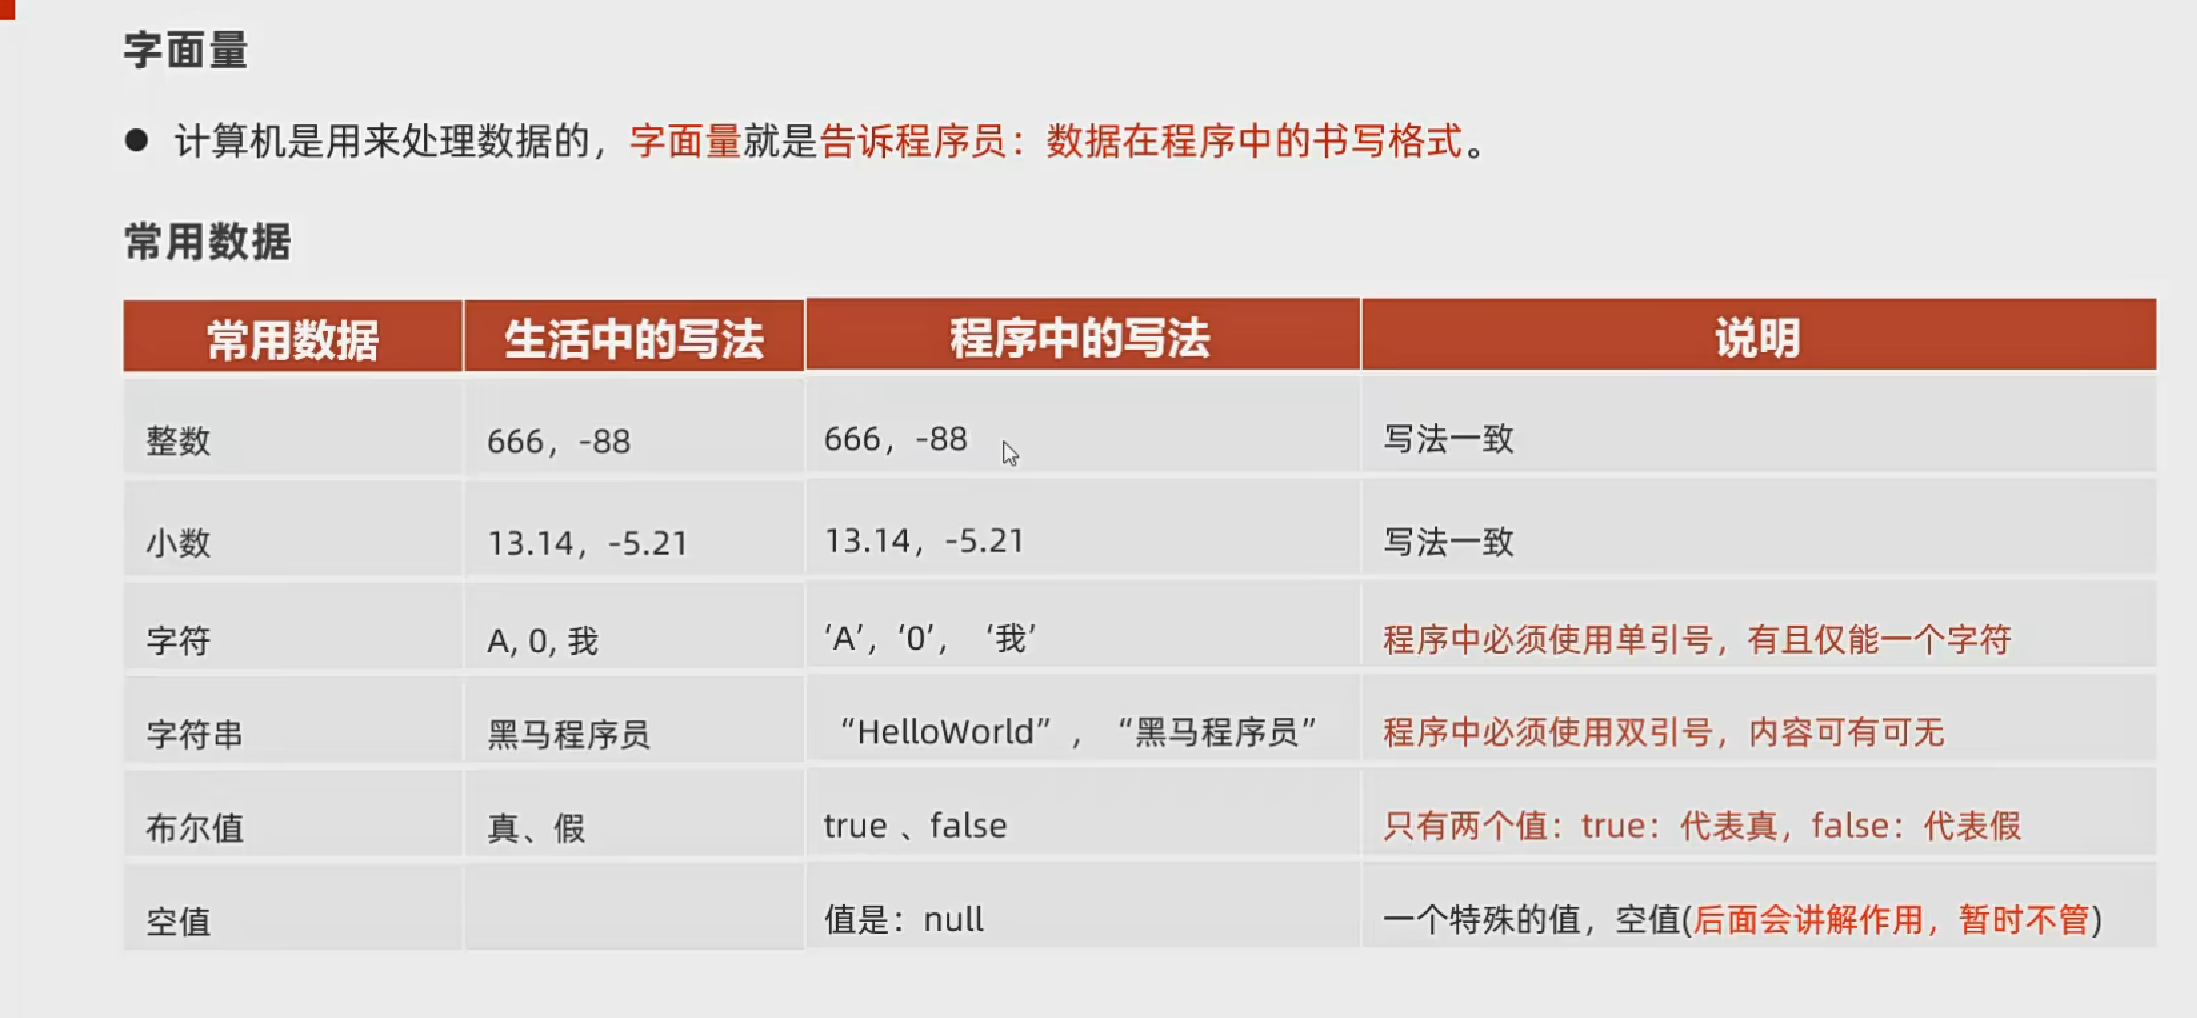 字面量
● 计算机是用来处理数据的，字面量就是告诉程序员：数据在程序中的书写格式。
常用数据
常用数据 生活中的写法 程序中的写法 说明
整数 666，-88 666，-88 写法一致
小数 13.14，-5.21 13.14，-5.21 写法一致
字符 A, 0, 我 ‘A’，‘0’， ‘我’ 程序中必须使用单引号，有且仅能一个字符
字符串 黑马程序员 “HelloWorld” ， “黑马程序员” 程序中必须使用双引号，内容可有可无
布尔值 真、假 true 、false 只有两个值：true：代表真，false：代表假
空值 值是：null 一个特殊的值，空值(后面会讲解作用，暂时不管)